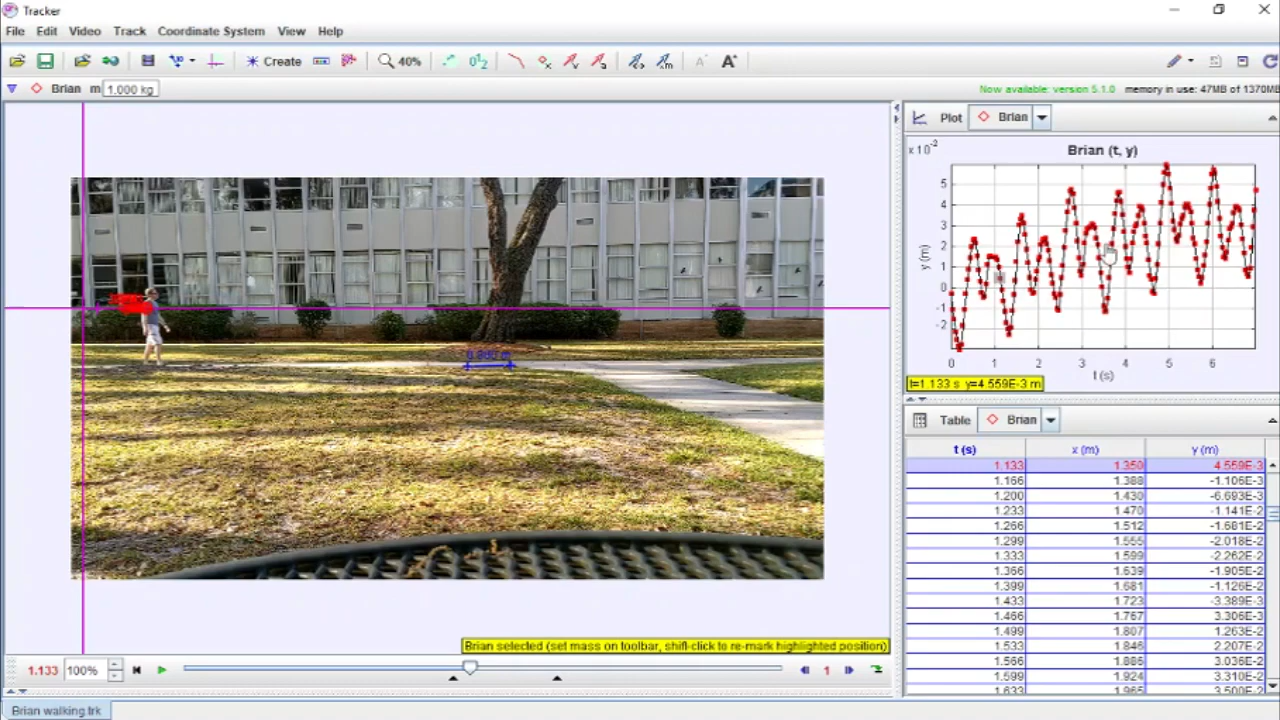 Tracker
File Edit Video Track Coordinate System View Help
Create 40%
Brian m 1.000 kg
Now available: version 5.1.0 memory in use: 47MB of 1370MB
Plot Brian
x 10-2
Brian (t, y)
5
4
3
2
1
0
-1
-2
y (m)
0 1 2 3 4 5 6
t (s)
t=1.133 s y=4.559E-3 m
Table Brian
t (s) x (m) y (m)
1.133 1.350 4.559E-3
1.166 1.388 -1.106E-3
1.200 1.430 -6.693E-3
1.233 1.470 -1.141E-2
1.266 1.512 -1.681E-2
1.299 1.555 -2.018E-2
1.333 1.599 -2.262E-2
1.366 1.639 -1.905E-2
1.399 1.681 -1.126E-2
1.433 1.723 -3.389E-3
1.466 1.767 3.306E-3
1.499 1.807 1.263E-2
1.533 1.846 2.207E-2
1.566 1.886 3.036E-2
1.599 1.924 3.310E-2
1.633 1.965 3.500E-2
Brian selected (set mass on toolbar, shift-click to re-mark highlighted position)
1.133 100% 1
Brian walking.trk